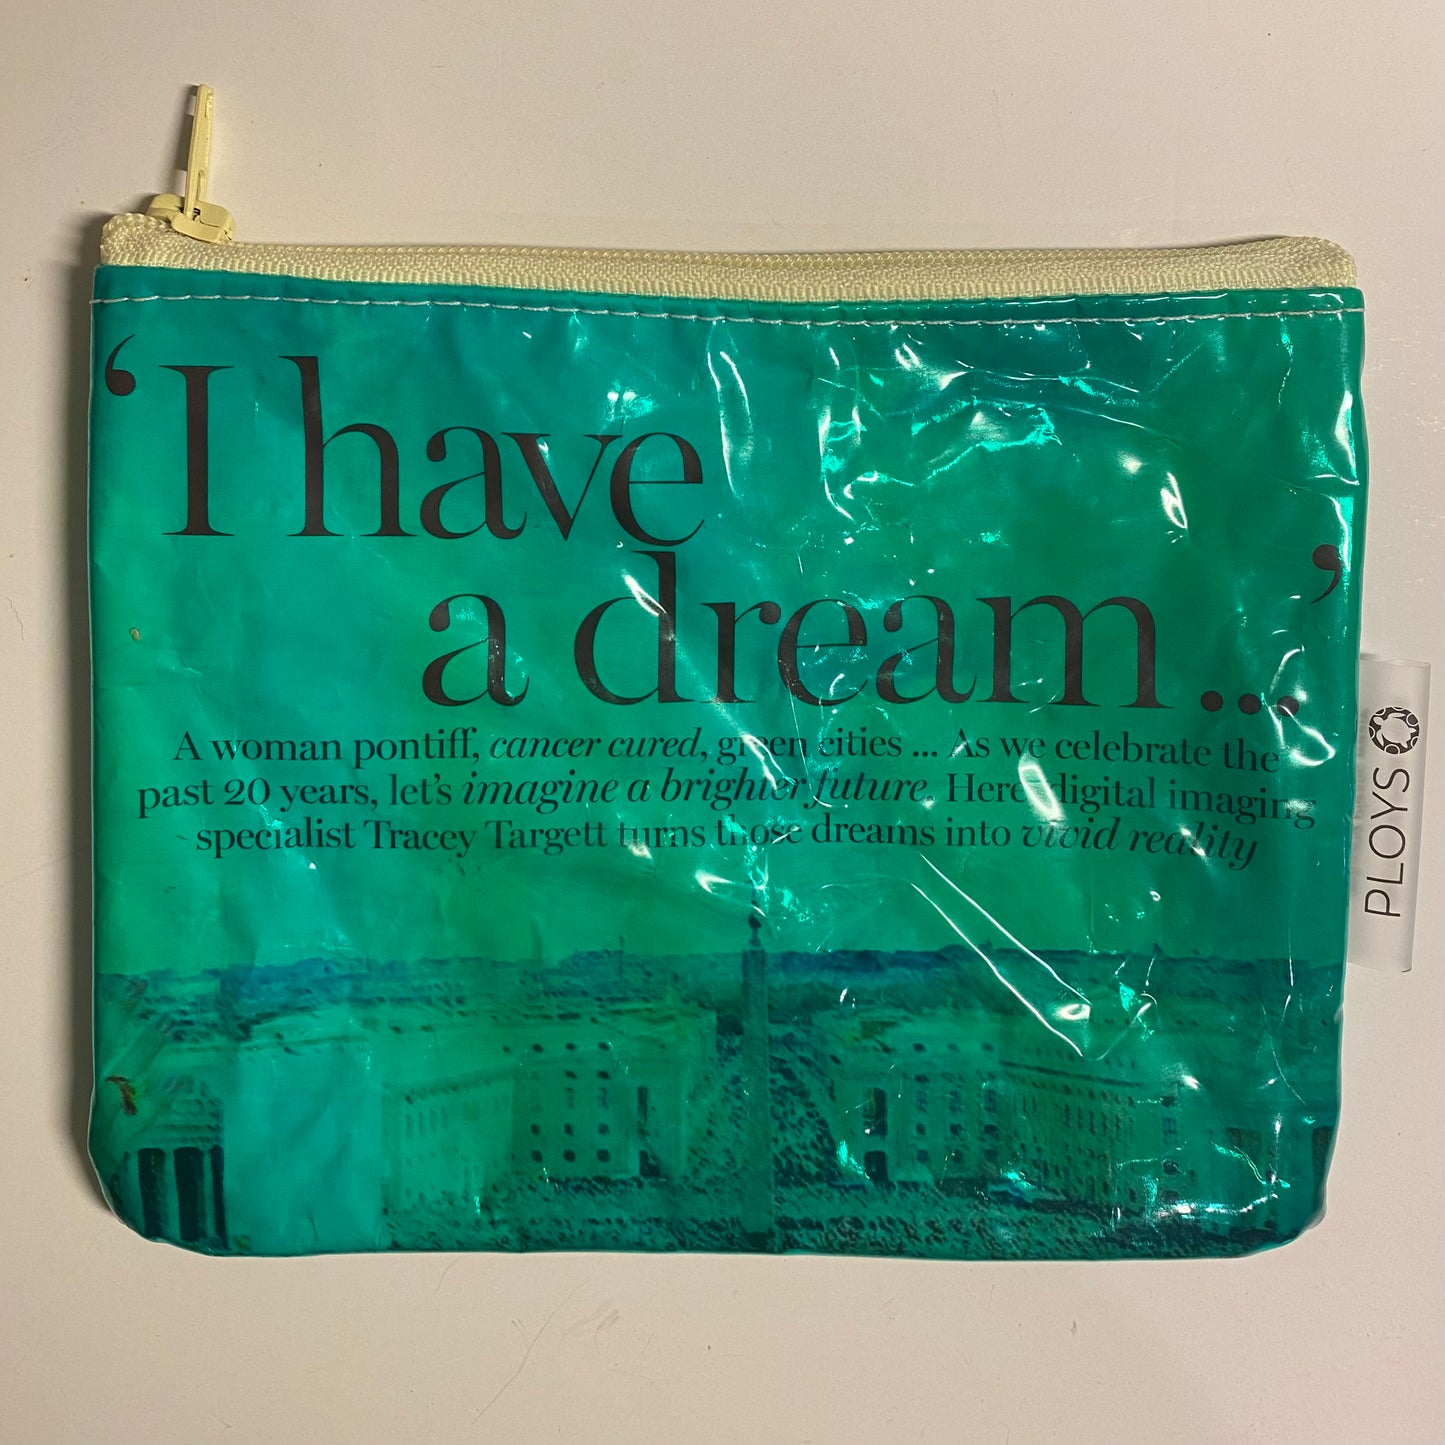 ‘I have
a dream...’
A woman pontiff, cancer cured, green cities ... As we celebrate the
past 20 years, let’s imagine a brighter future. Here, digital imaging
specialist Tracey Targett turns those dreams into vivid reality
PLOYS